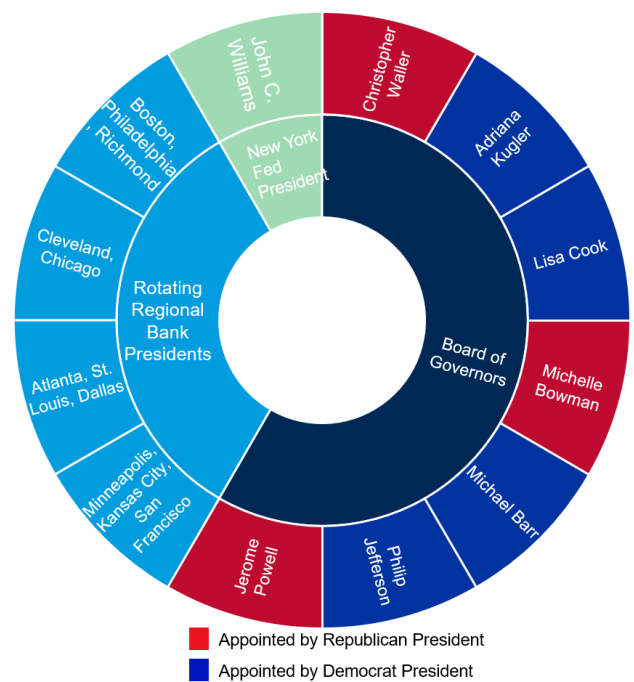 John C.
Williams
Christopher
Waller
Adriana
Kugler
Lisa Cook
Michelle
Bowman
Michael Barr
Philip
Jefferson
Jerome
Powell
Minneapolis,
Kansas City,
San
Francisco
Atlanta, St.
Louis, Dallas
Cleveland,
Chicago
Boston,
Philadelphia
, Richmond
New York
Fed
President
Board of
Governors
Rotating
Regional
Bank
Presidents
Appointed by Republican President
Appointed by Democrat President